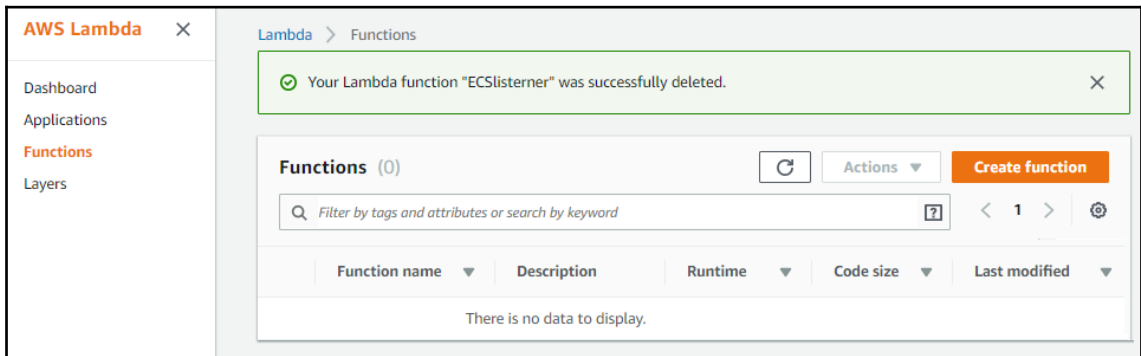 AWS Lambda
Dashboard
Applications
Functions
Layers
Lambda > Functions
Your Lambda function "ECSlisterner" was successfully deleted.
Functions (0)
Actions
Create function
Filter by tags and attributes or search by keyword
1
Function name Description Runtime Code size Last modified
There is no data to display.